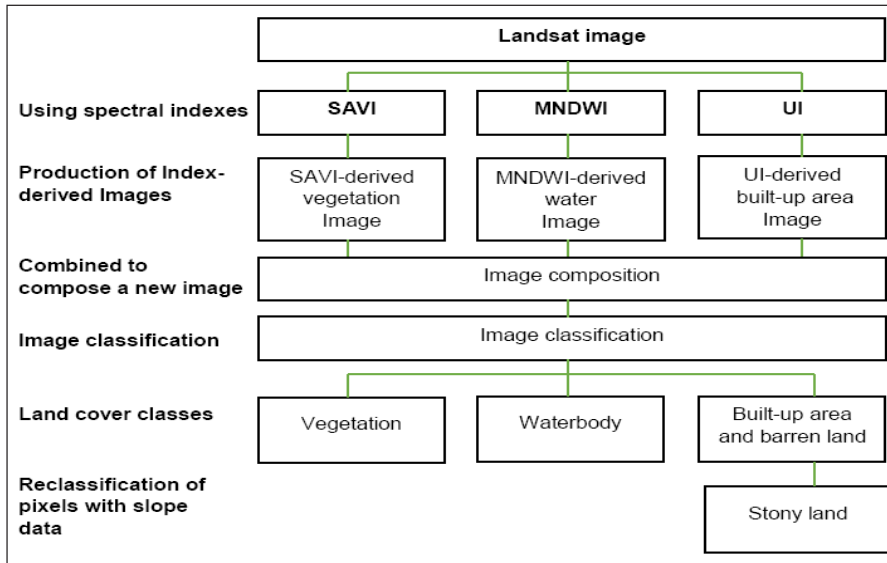 Landsat image
Using spectral indexes
SAVI
MNDWI
UI
Production of Index-
derived Images
SAVI-derived
vegetation
Image
MNDWI-derived
water
Image
UI-derived
built-up area
Image
Combined to
compose a new image
Image composition
Image classification
Image classification
Land cover classes
Vegetation
Waterbody
Built-up area
and barren land
Reclassification of
pixels with slope
data
Stony land